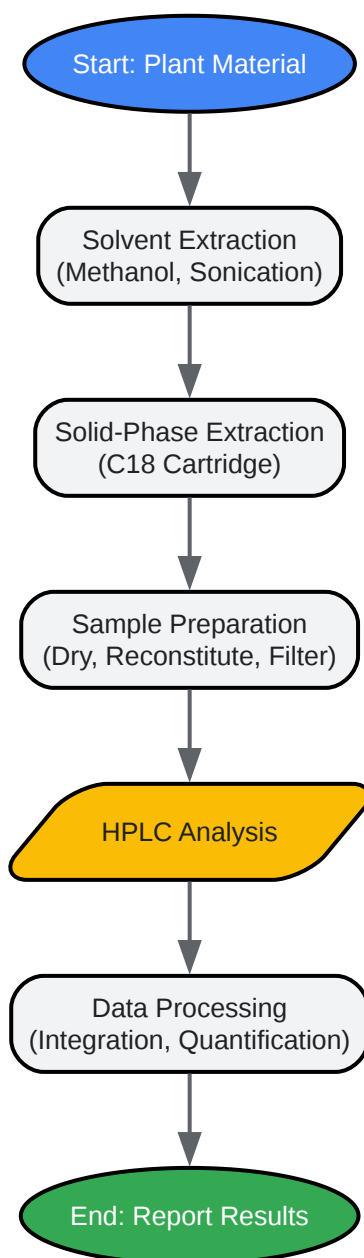 Start: Plant Material
Solvent Extraction
(Methanol, Sonication)
Solid-Phase Extraction
(C18 Cartridge)
Sample Preparation
(Dry, Reconstitute, Filter)
HPLC Analysis
Data Processing
(Integration, Quantification)
End: Report Results